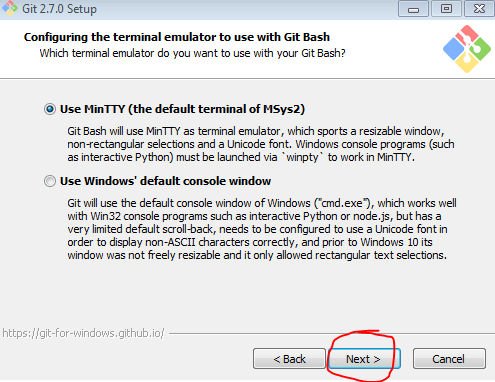 Git 2.7.0 Setup
Configuring the terminal emulator to use with Git Bash
Which terminal emulator do you want to use with your Git Bash?
Use MinTTY (the default terminal of MSys2)
Git Bash will use MinTTY as terminal emulator, which sports a resizable window,
non-rectangular selections and a Unicode font. Windows console programs (such
as interactive Python) must be launched via `winpty` to work in MinTTY.
Use Windows' default console window
Git will use the default console window of Windows ("cmd.exe"), which works well
with Win32 console programs such as interactive Python or node.js, but has a
very limited default scroll-back, needs to be configured to use a Unicode font in
order to display non-ASCII characters correctly, and prior to Windows 10 its
window was not freely resizable and it only allowed rectangular text selections.
https://git-for-windows.github.io/
< Back Next > Cancel